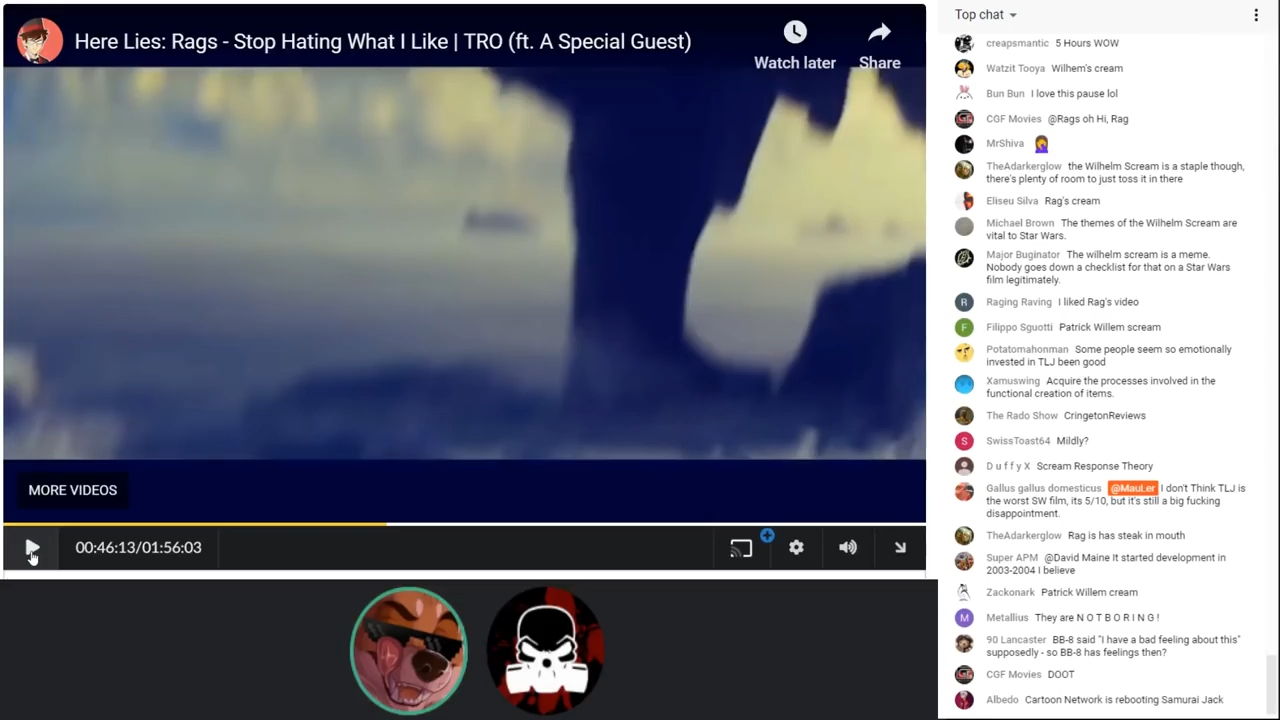 Here Lies: Rags - Stop Hating What I Like | TRO (ft. A Special Guest)
Watch later
Share
MORE VIDEOS
00:46:13/01:56:03
Top chat
creapsmantic 5 Hours WOW
Watzit Tooya Wilhem's cream
Bun Bun I love this pause lol
CGF Movies @Rags oh Hi, Rag
MrShiva
TheAdarkerglow the Wilhelm Scream is a staple though,
there's plenty of room to just toss it in there
Eliseu Silva Rag's cream
Michael Brown The themes of the Wilhelm Scream are
vital to Star Wars.
Major Buginator The wilhelm scream is a meme.
Nobody goes down a checklist for that on a Star Wars
film legitimately.
R
Raging Raving I liked Rag's video
F
Filippo Sguotti Patrick Willem scream
Potatomahonman Some people seem so emotionally
invested in TLJ been good
Xamuswing Acquire the processes involved in the
functional creation of items.
The Rado Show CringetonReviews
S
SwissToast64 Mildly?
D u f f y X Scream Response Theory
Gallus gallus domesticus @MauLer I don't Think TLJ is
the worst SW film, its 5/10, but it's still a big fucking
disappointment.
TheAdarkerglow Rag is has steak in mouth
Super APM @David Maine It started development in
2003-2004 I believe
Zackonark Patrick Willem cream
M
Metallius They are N O T B O R I N G !
90 Lancaster BB-8 said "I have a bad feeling about this"
supposedly - so BB-8 has feelings then?
CGF Movies DOOT
Albedo Cartoon Network is rebooting Samurai Jack